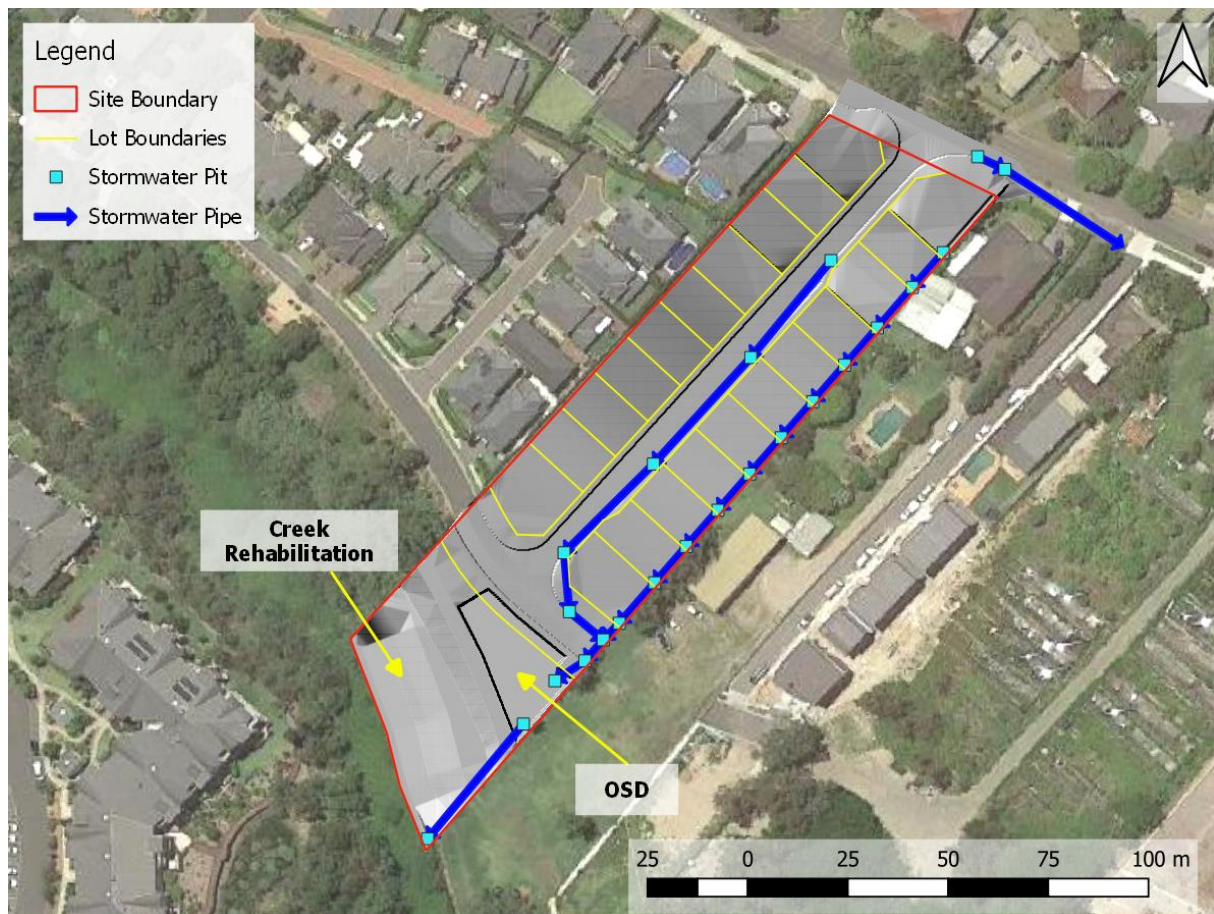 Legend
Site Boundary
Lot Boundaries
Stormwater Pit
Stormwater Pipe
Creek
Rehabilitation
OSD
25 0 25 50 75 100 m